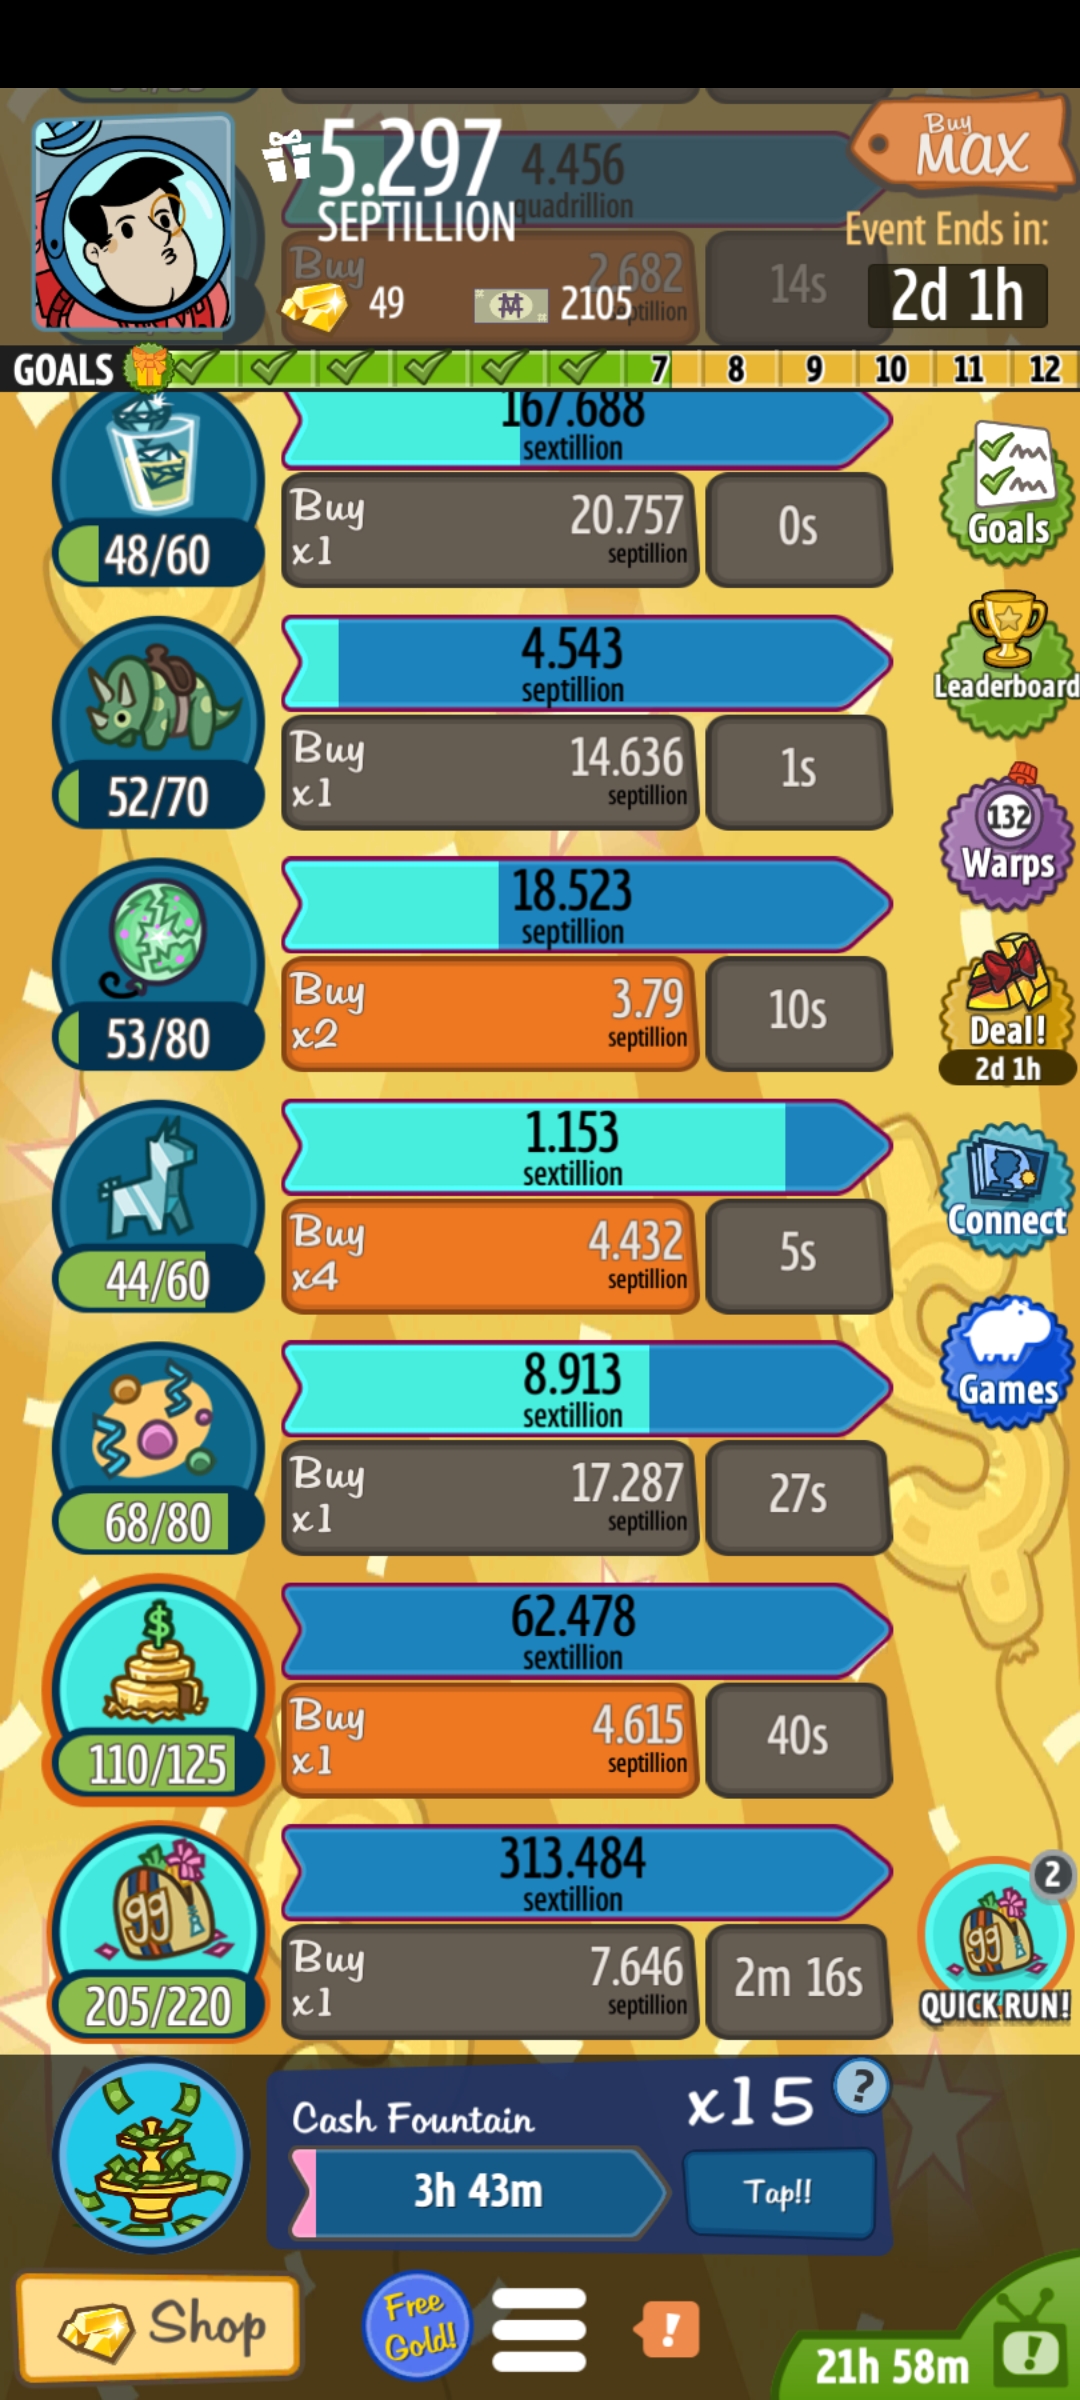 5.297
SEPTILLION
4.456
quadrillion
Buy
MAX
Event Ends in:
2d 1h
Buy
2.682
septillion
14s
49
2105
GOALS
7
8
9
10
11
12
167.688
sextillion
48/60
Buy
x1
20.757
septillion
0s
Goals
4.543
septillion
52/70
Buy
x1
14.636
septillion
1s
Leaderboard
132
Warps
18.523
septillion
53/80
Buy
x2
3.79
septillion
10s
Deal!
2d 1h
1.153
sextillion
44/60
Buy
x4
4.432
septillion
5s
Connect
8.913
sextillion
68/80
Buy
x1
17.287
septillion
27s
Games
$
62.478
sextillion
110/125
Buy
x1
4.615
septillion
40s
gg
313.484
sextillion
205/220
Buy
x1
7.646
septillion
2m 16s
2
gg
QUICK RUN!
Cash Fountain
x15
?
3h 43m
Tap!!
Shop
Free
Gold!
!
21h 58m
!